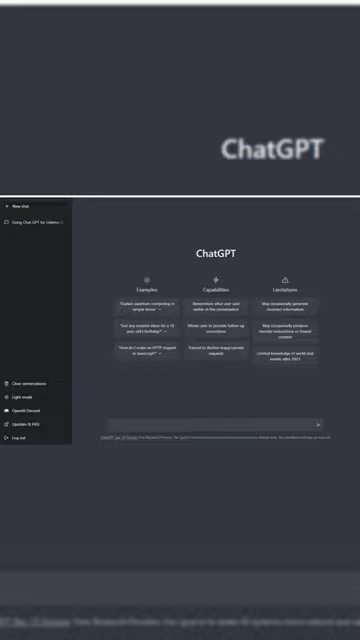 ChatGPT
New chat
Using Chat GPT for Udemy
ChatGPT
Examples
Capabilities
Limitations
"Explain quantum computing in
simple terms" →
Remembers what user said
earlier in the conversation
May occasionally generate
incorrect information
"Got any creative ideas for a 10
year old's birthday?" →
Allows user to provide follow-up
corrections
May occasionally produce
harmful instructions or biased
content
"How do I make an HTTP request
in Javascript?" →
Trained to decline inappropriate
requests
Limited knowledge of world and
events after 2021
Clear conversations
Light mode
OpenAI Discord
Updates & FAQ
Log out